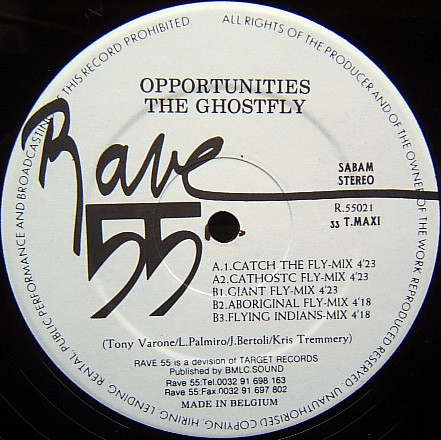 ALL RIGHTS OF THE PRODUCER AND OF THE OWNER OF THE WORK REPRODUCED RESERVED. UNAUTHORISED COPYING, HIRING, LENDING, RENTAL PUBLIC PERFORMANCE AND BROADCASTING OF THIS RECORD PROHIBITED.
OPPORTUNITIES
THE GHOSTFLY
Rave
55
SABAM
STEREO
R.55021
33 T.MAXI
A.1.CATCH THE FLY-MIX 4'23
A2.CATHOSTC FLY-MIX 4'23
B1.GIANT FLY-MIX 4'23
B2.ABORIGINAL FLY-MIX 4'18
B3.FLYING INDIANS-MIX 4'18
(Tony Varone/L.Palmiro/J.Bertoli/Kris Tremmery)
RAVE 55 is a devision of TARGET RECORDS
Published by BMLC.SOUND
Rave 55:Tel.0032 91 698 163
Rave 55:Fax.0032 91 697 802
MADE IN BELGIUM